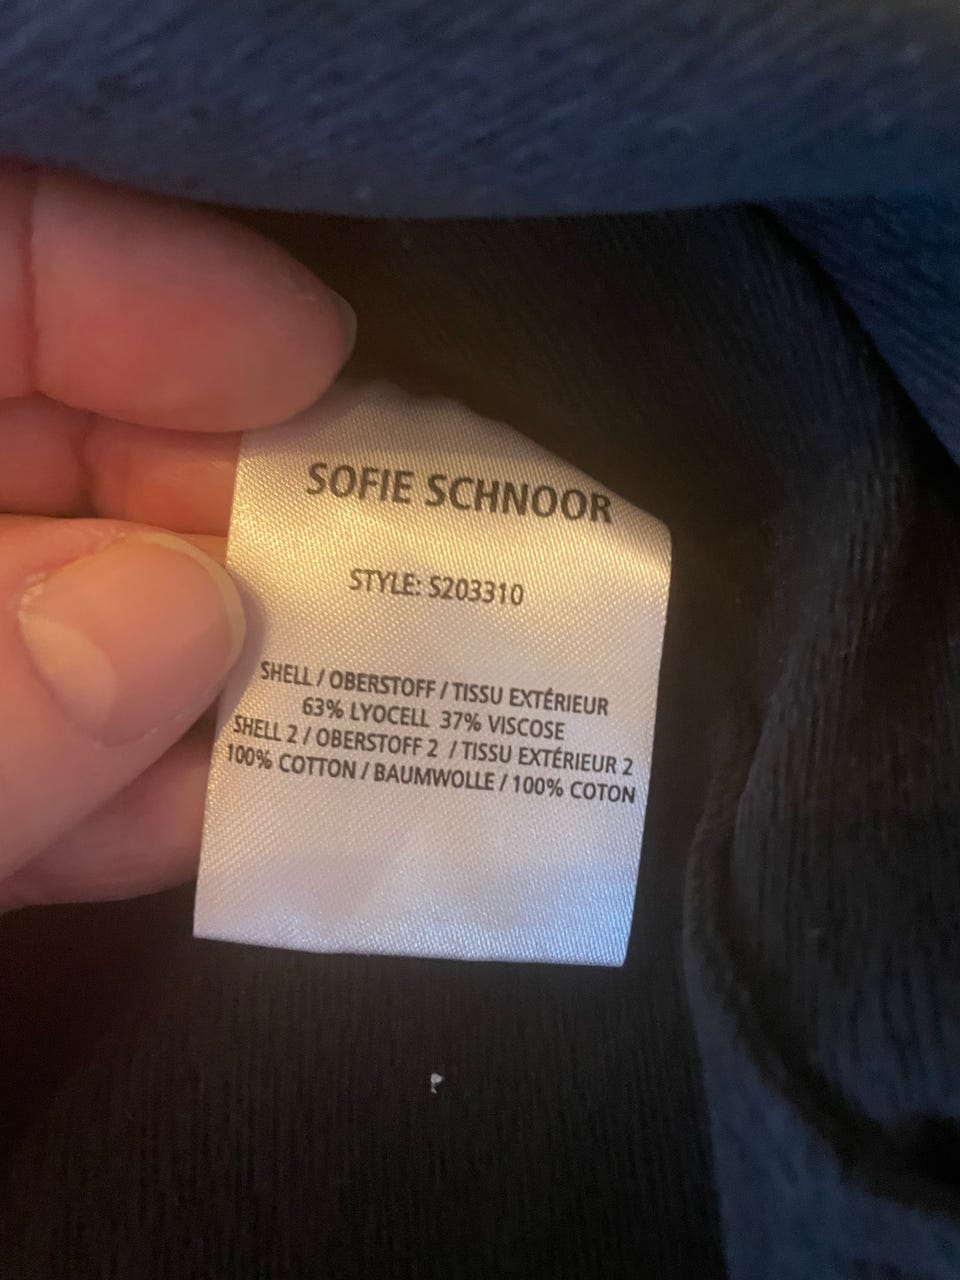 SOFIE SCHNOOR
STYLE: S203310
SHELL / OBERSTOFF / TISSU EXTÉRIEUR
63% LYOCELL 37% VISCOSE
SHELL 2 / OBERSTOFF 2 / TISSU EXTÉRIEUR 2
100% COTTON / BAUMWOLLE / 100% COTON